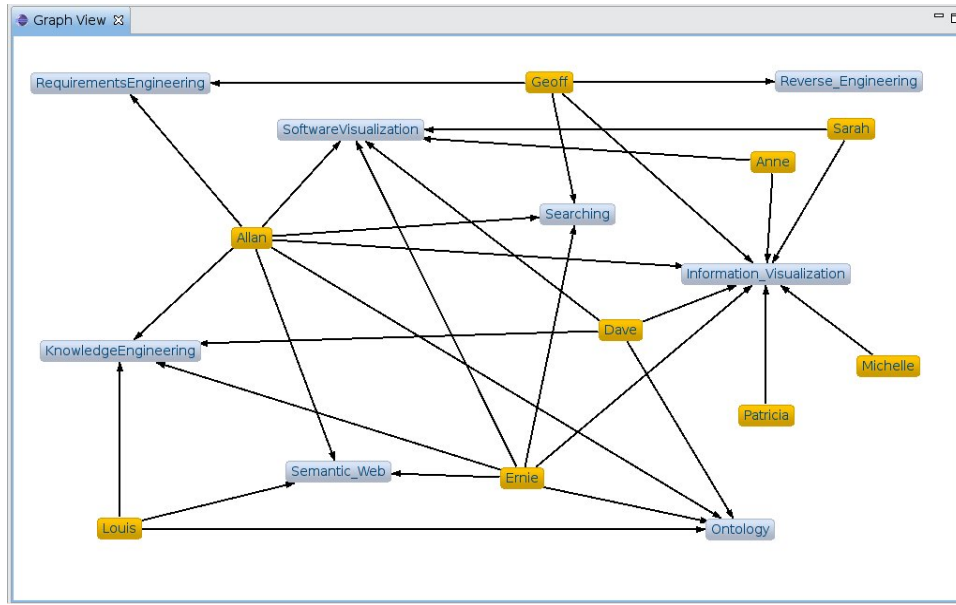 Graph View
RequirementsEngineering
Geoff
Reverse_Engineering
SoftwareVisualization
Sarah
Anne
Searching
Allan
Information_Visualization
Dave
KnowledgeEngineering
Michelle
Patricia
Semantic_Web
Ernie
Louis
Ontology